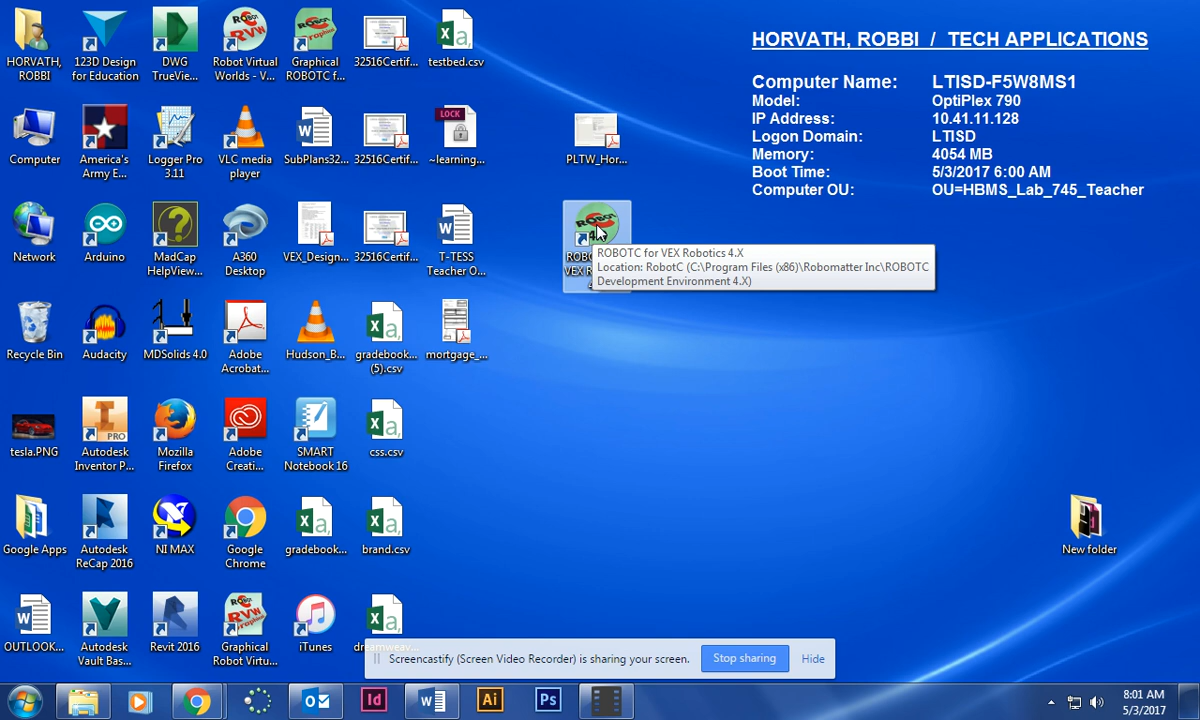 HORVATH, ROBBI / TECH APPLICATIONS
Computer Name: LTISD-F5W8MS1
Model: OptiPlex 790
IP Address: 10.41.11.128
Logon Domain: LTISD
Memory: 4054 MB
Boot Time: 5/3/2017 6:00 AM
Computer OU: OU=HBMS_Lab_745_Teacher
HORVATH,
ROBBI
123D Design
for Education
DWG
TrueView...
Robot Virtual
Worlds - V...
Graphical
ROBOTC f...
32516Certif...
testbed.csv
Computer
America's
Army E...
Logger Pro
3.11
VLC media
player
SubPlans32...
32516Certif...
LOCK
~learning...
PLTW_Hor...
Network
Arduino
MadCap
HelpView...
A360
Desktop
VEX_Design...
32516Certif...
T-TESS
Teacher O...
ROBOTC for VEX Robotics 4.X
Location: RobotC (C:\Program Files (x86)\Robomatter Inc\ROBOTC
Development Environment 4.X)
Recycle Bin
Audacity
MDSolids 4.0
Adobe
Acrobat...
Hudson_B...
gradebook...
(5).csv
mortgage_...
tesla.PNG
PRO
Autodesk
Inventor P...
Mozilla
Firefox
Adobe
Creati...
SMART
Notebook 16
css.csv
Google Apps
Autodesk
ReCap 2016
NI MAX
Google
Chrome
gradebook...
brand.csv
New folder
OUTLOOK...
Autodesk
Vault Bas...
Revit 2016
Graphical
Robot Virtu...
iTunes
Screencastify (Screen Video Recorder) is sharing your screen.
Stop sharing
Hide
Id
Ai
Ps
8:01 AM
5/3/2017